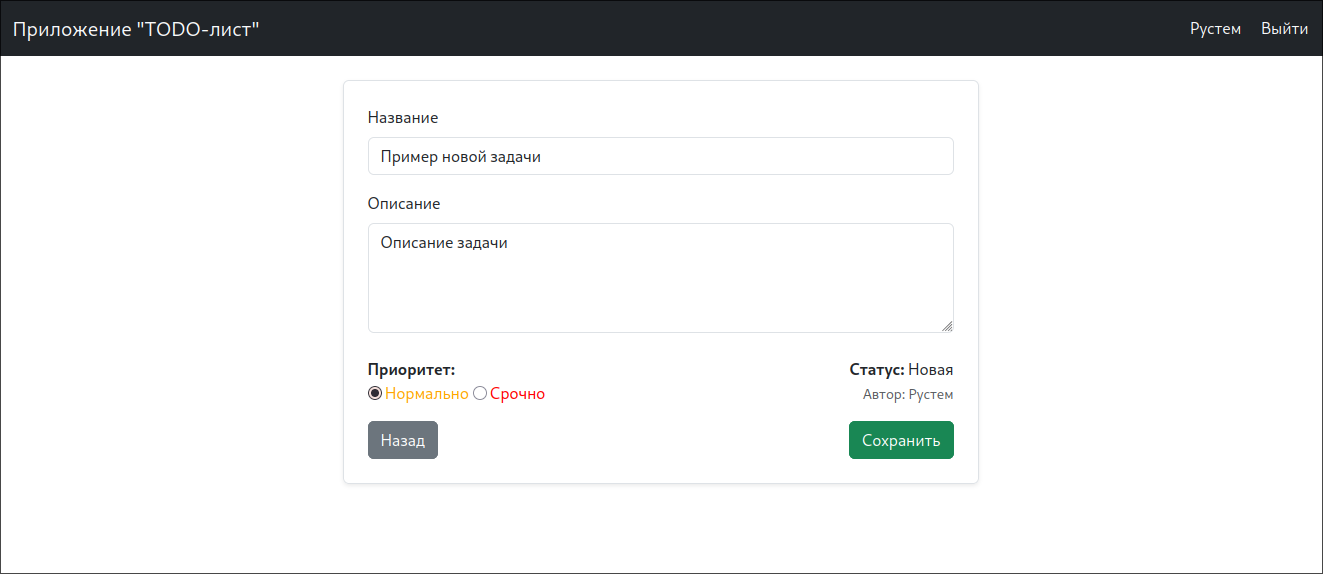 Приложение "TODO-лист"
Рустем Выйти
Название
Пример новой задачи
Описание
Описание задачи
Приоритет:
Нормально Срочно
Статус: Новая
Автор: Рустем
Назад
Сохранить